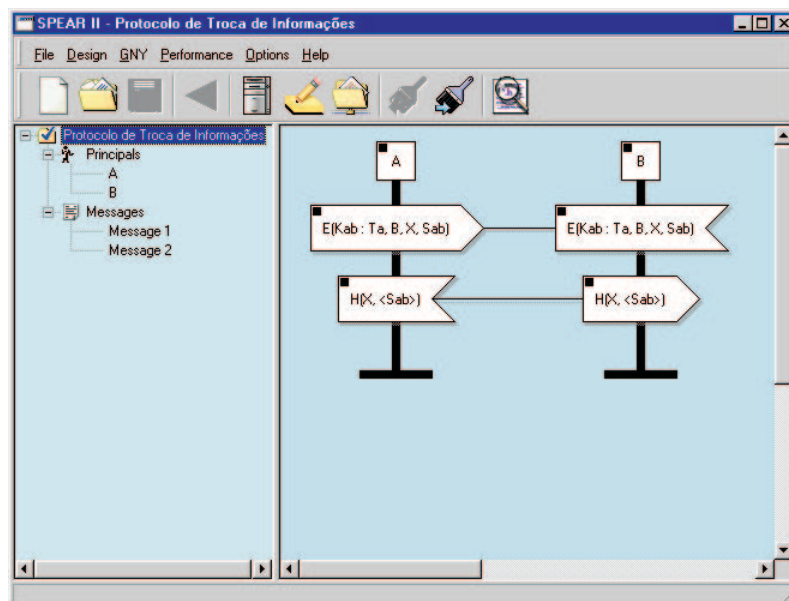 SPEAR II - Protocolo de Troca de Informações
File Design GNY Performance Options Help
Protocolo de Troca de Informações
Principals
A
B
Messages
Message 1
Message 2
A B
E(Kab : Ta, B, X, Sab) E(Kab : Ta, B, X, Sab)
H(X, <Sab>) H(X, <Sab>)